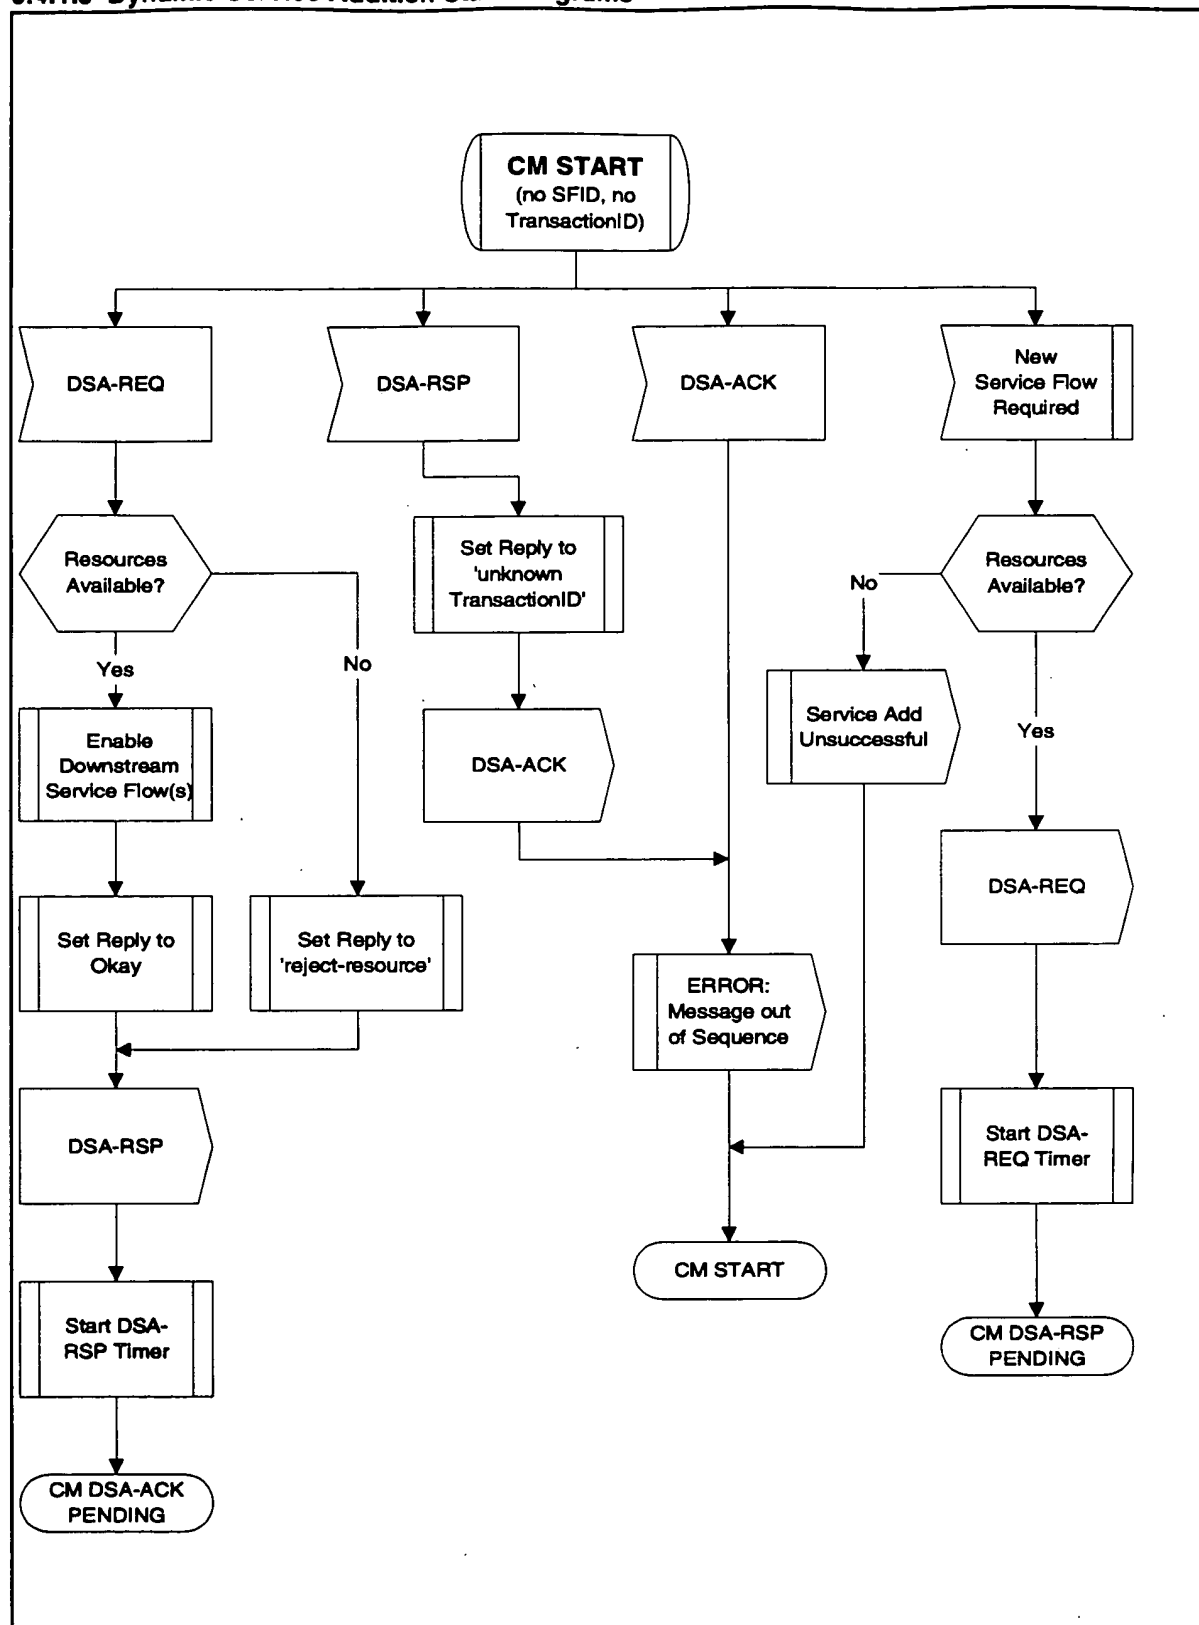 Dynamic Service Addition
CM START
(no SFID, no
TransactionID)
DSA-REQ
DSA-RSP
DSA-ACK
New
Service Flow
Required
Resources
Available?
Set Reply to
'unknown
TransactionID'
Resources
Available?
No
Yes
No
Enable
Downstream
Service Flow(s)
DSA-ACK
Service Add
Unsuccessful
Yes
DSA-REQ
Set Reply to
Okay
Set Reply to
'reject-resource'
ERROR:
Message out
of Sequence
DSA-RSP
Start DSA-
REQ Timer
CM START
Start DSA-
RSP Timer
CM DSA-RSP
PENDING
CM DSA-ACK
PENDING